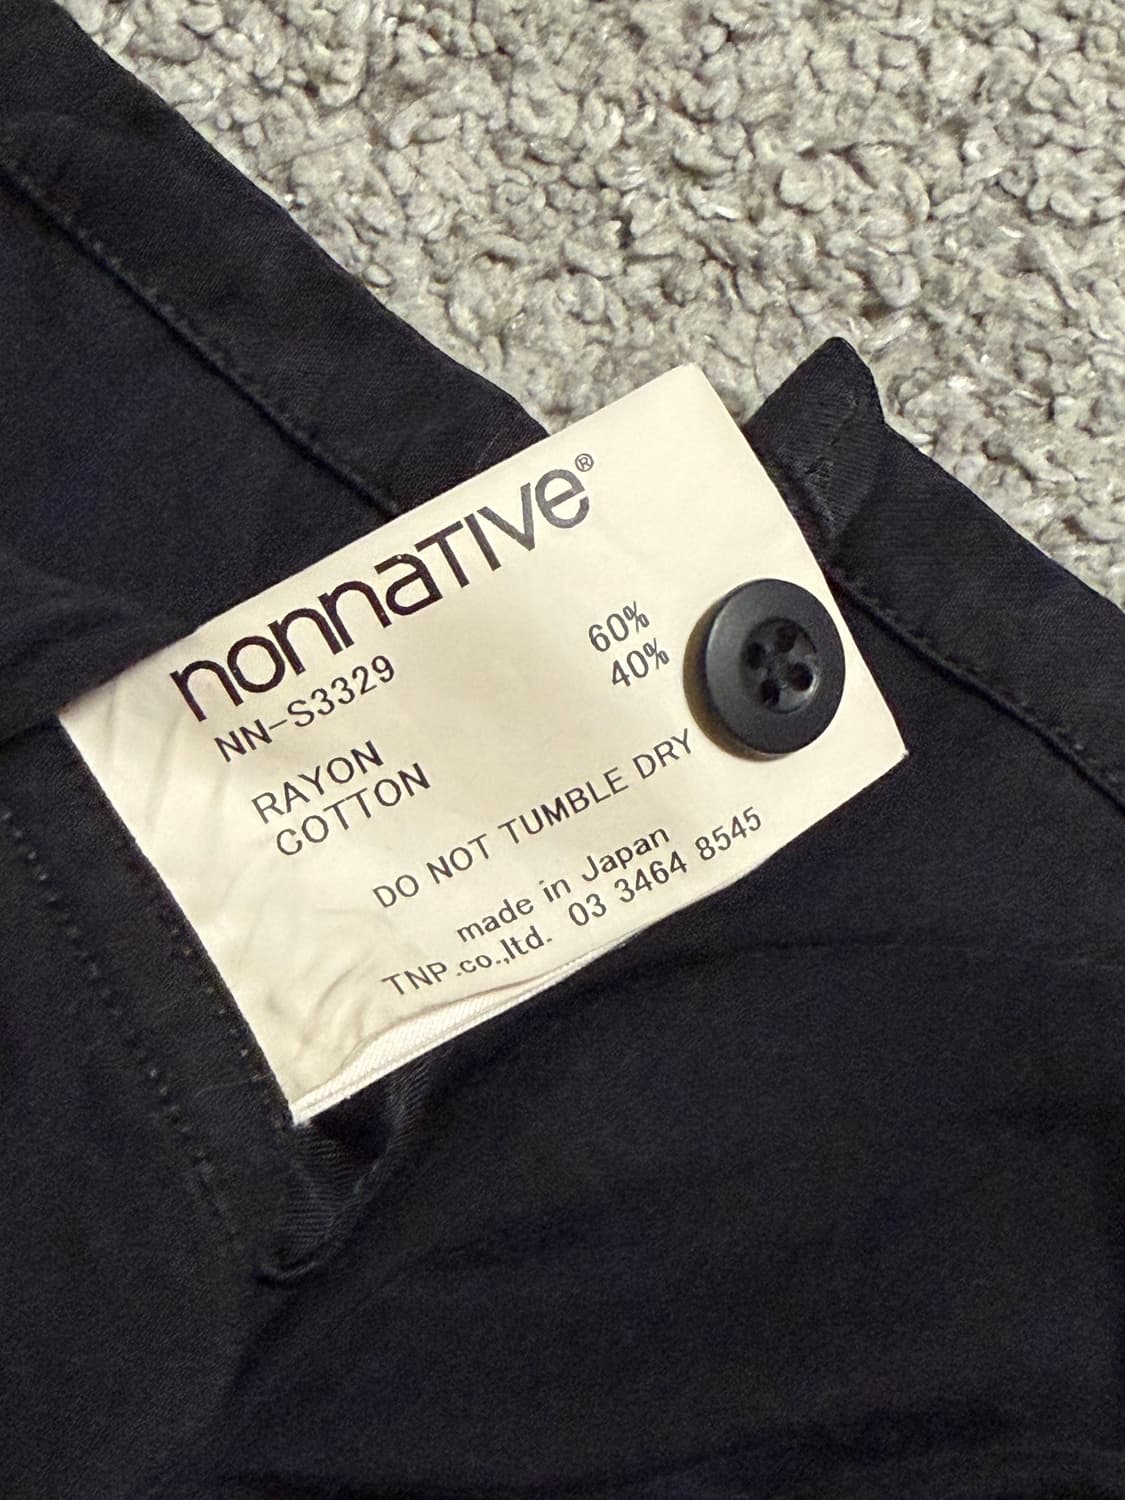 nonnaTIVe®
NN-S3329
RAYON 60%
COTTON 40%
DO NOT TUMBLE DRY
made in Japan
TNP.co.,ltd. 03 3464 8545